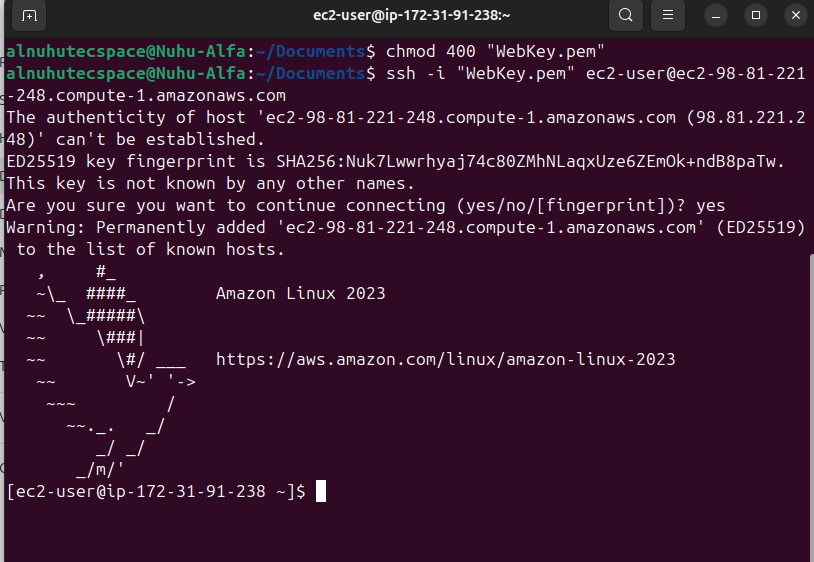 ec2-user@ip-172-31-91-238:~
alnuhutecspace@Nuhu-Alfa:~/Documents$ chmod 400 "WebKey.pem"
alnuhutecspace@Nuhu-Alfa:~/Documents$ ssh -i "WebKey.pem" ec2-user@ec2-98-81-221
-248.compute-1.amazonaws.com
The authenticity of host 'ec2-98-81-221-248.compute-1.amazonaws.com (98.81.221.2
48)' can't be established.
ED25519 key fingerprint is SHA256:Nuk7Lwwrhyaj74c80ZMhNLaqxUze6ZEmOk+ndB8paTw.
This key is not known by any other names.
Are you sure you want to continue connecting (yes/no/[fingerprint])? yes
Warning: Permanently added 'ec2-98-81-221-248.compute-1.amazonaws.com' (ED25519)
 to the list of known hosts.
   ,     #_
   ~\_  ####_        Amazon Linux 2023
  ~~  \_#####\
  ~~     \###|
  ~~       \#/ ___   https://aws.amazon.com/linux/amazon-linux-2023
   ~~       V~' '->
    ~~~         /
      ~~._.   _/
         _/ _/
       _/m/'
[ec2-user@ip-172-31-91-238 ~]$